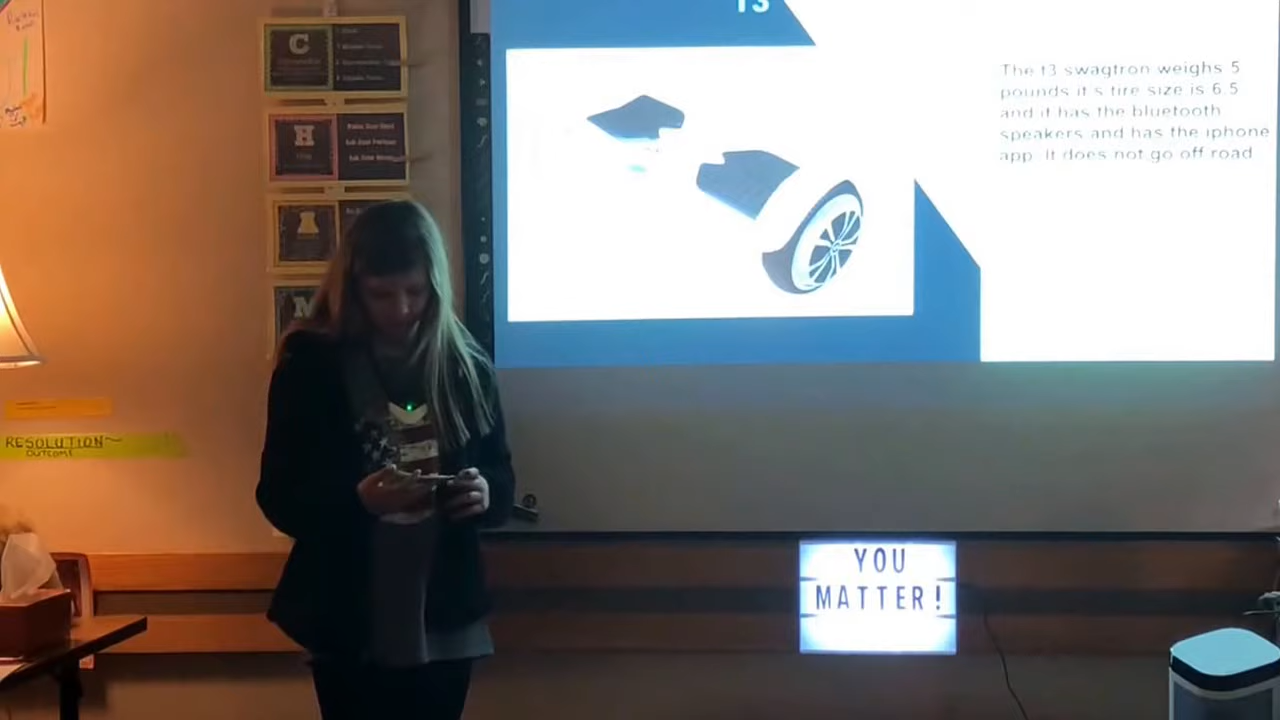 T3
The t3 swagtron weighs 5
pounds it s tire size is 6.5
and it has the bluetooth
speakers and has the iphone
app. It does not go off road
C
H
A
M
RESOLUTION~
OUTCOME
YOU
MATTER!